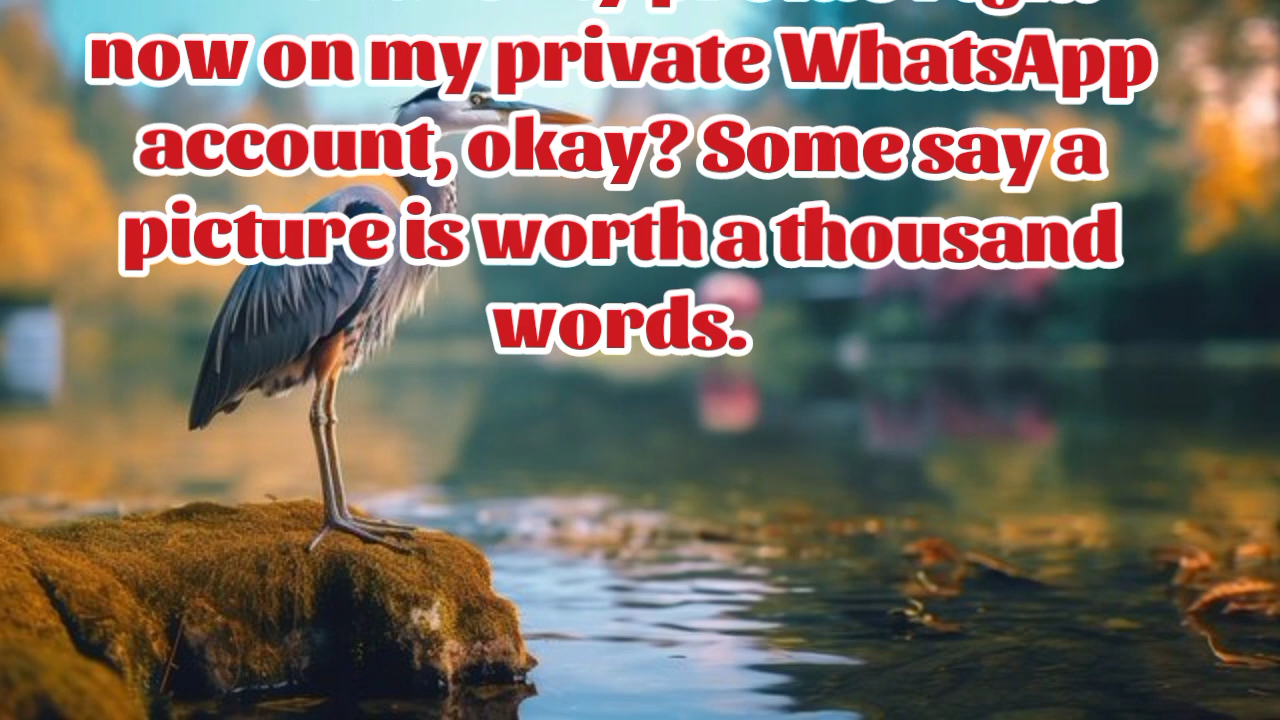 now on my private WhatsApp
account, okay? Some say a
picture is worth a thousand
words.